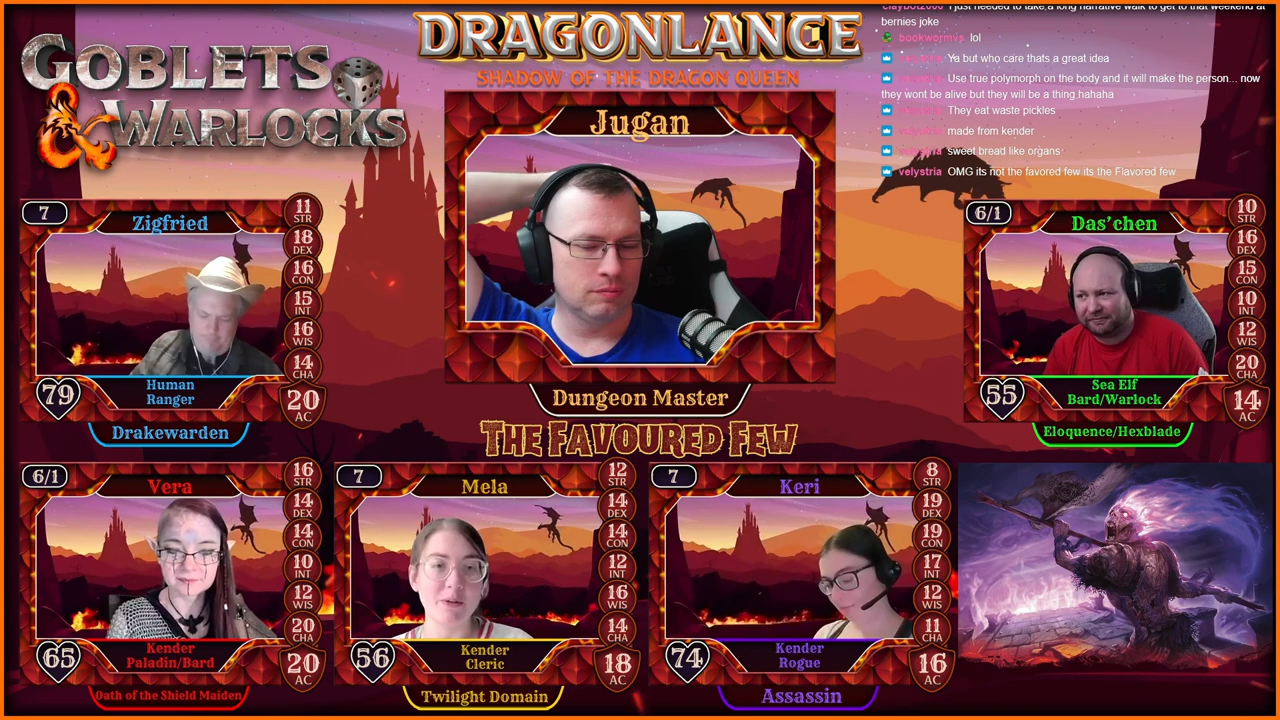 GOBLETS
& WARLOCKS
DRAGONLANCE
SHADOW OF THE DRAGON QUEEN
I just needed to take a long narrative walk to get to that weekend at
bernies joke
bookwormvs lol
Ya but who care thats a great idea
Use true polymorph on the body and it will make the person... now
they wont be alive but they will be a thing,hahaha
They eat waste pickles
velystria made from kender
velystria sweet bread like organs
velystria OMG its not the favored few its the Flavored few
Jugan
Dungeon Master
7
Zigfried
11
STR
18
DEX
16
CON
15
INT
16
WIS
14
CHA
79
Human
Ranger
20
AC
Drakewarden
6/1
Das'chen
10
STR
16
DEX
15
CON
10
INT
12
WIS
20
CHA
55
Sea Elf
Bard/Warlock
14
AC
Eloquence/Hexblade
THE FAVOURED FEW
6/1
Vera
16
STR
14
DEX
14
CON
10
INT
12
WIS
20
CHA
65
Kender
Paladin/Bard
20
AC
Oath of the Shield Maiden
7
Mela
12
STR
14
DEX
14
CON
12
INT
16
WIS
14
CHA
56
Kender
Cleric
18
AC
Twilight Domain
7
Keri
8
STR
19
DEX
19
CON
17
INT
12
WIS
11
CHA
74
Kender
Rogue
16
AC
Assassin